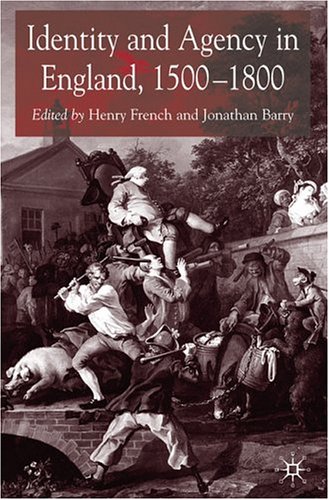 Identity and Agency in
England, 1500–1800
Edited by Henry French and Jonathan Barry